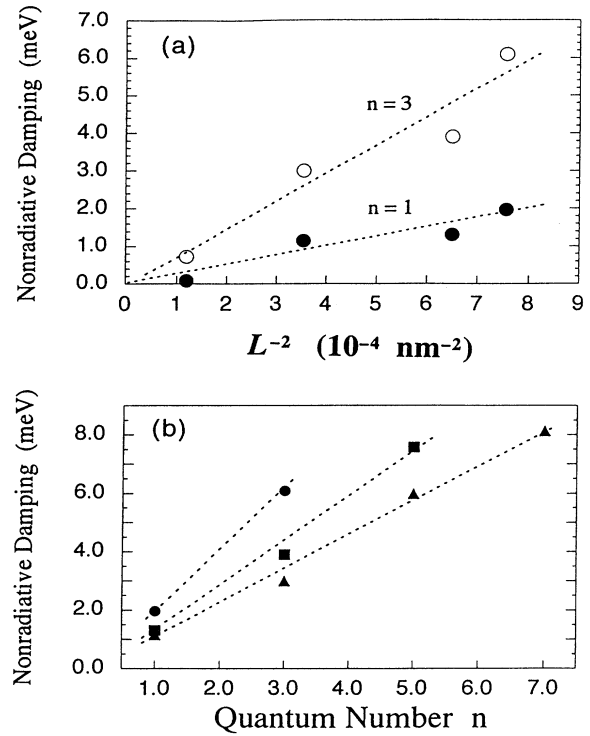 Nonradiative Damping (meV)
7.0
6.0
5.0
4.0
3.0
2.0
1.0
0.0
(a)
n = 3
n = 1
0 1 2 3 4 5 6 7 8 9
L⁻² (10⁻⁴ nm⁻²)
Nonradiative Damping (meV)
8.0
6.0
4.0
2.0
0.0
(b)
1.0 2.0 3.0 4.0 5.0 6.0 7.0
Quantum Number n